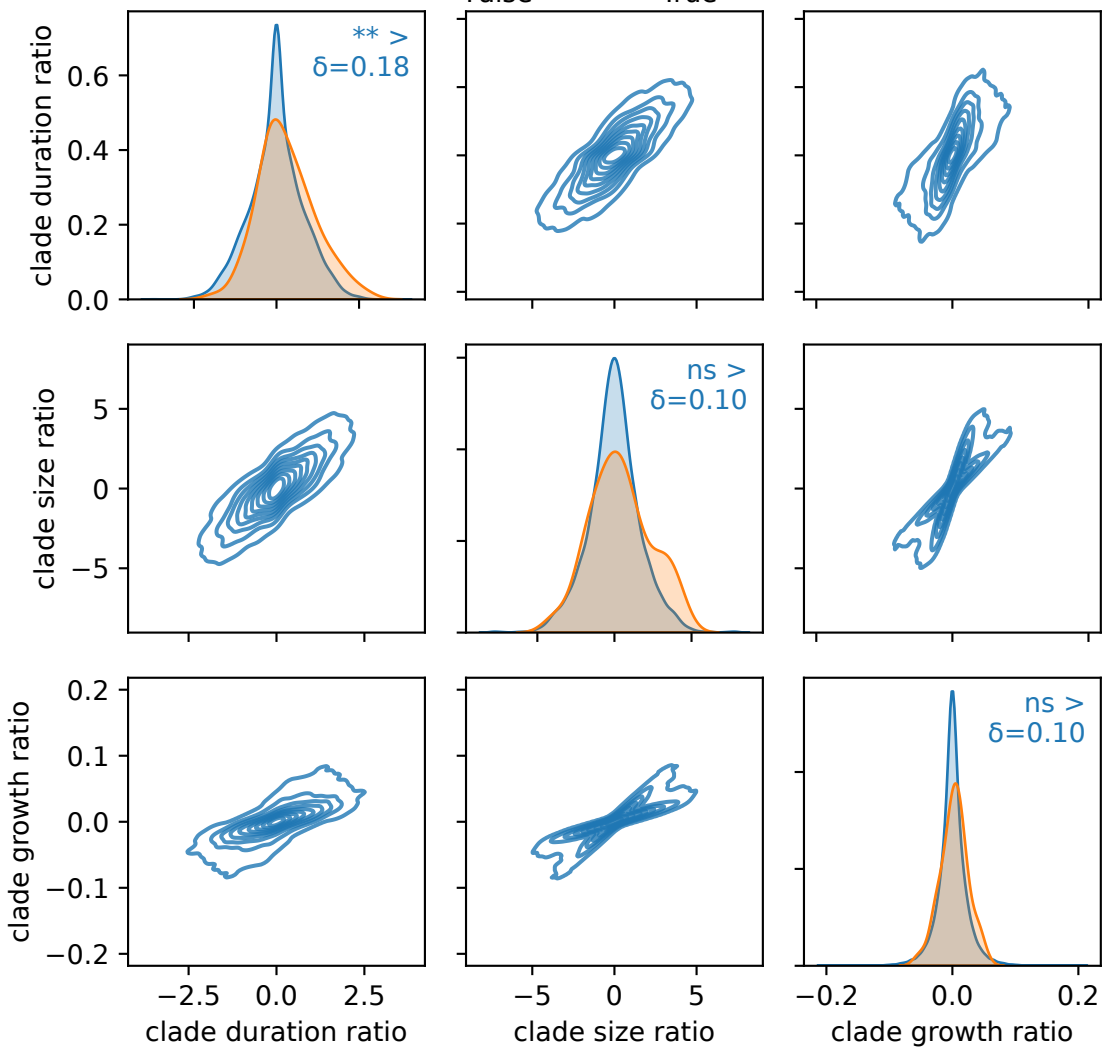 False True
clade duration ratio
** >
δ=0.18
0.6
0.4
0.2
0.0
clade size ratio
ns >
δ=0.10
5
0
−5
clade growth ratio
ns >
δ=0.10
0.2
0.1
0.0
−0.1
−0.2
−2.5 0.0 2.5
−5 0 5
−0.2 0.0 0.2
clade duration ratio
clade size ratio
clade growth ratio